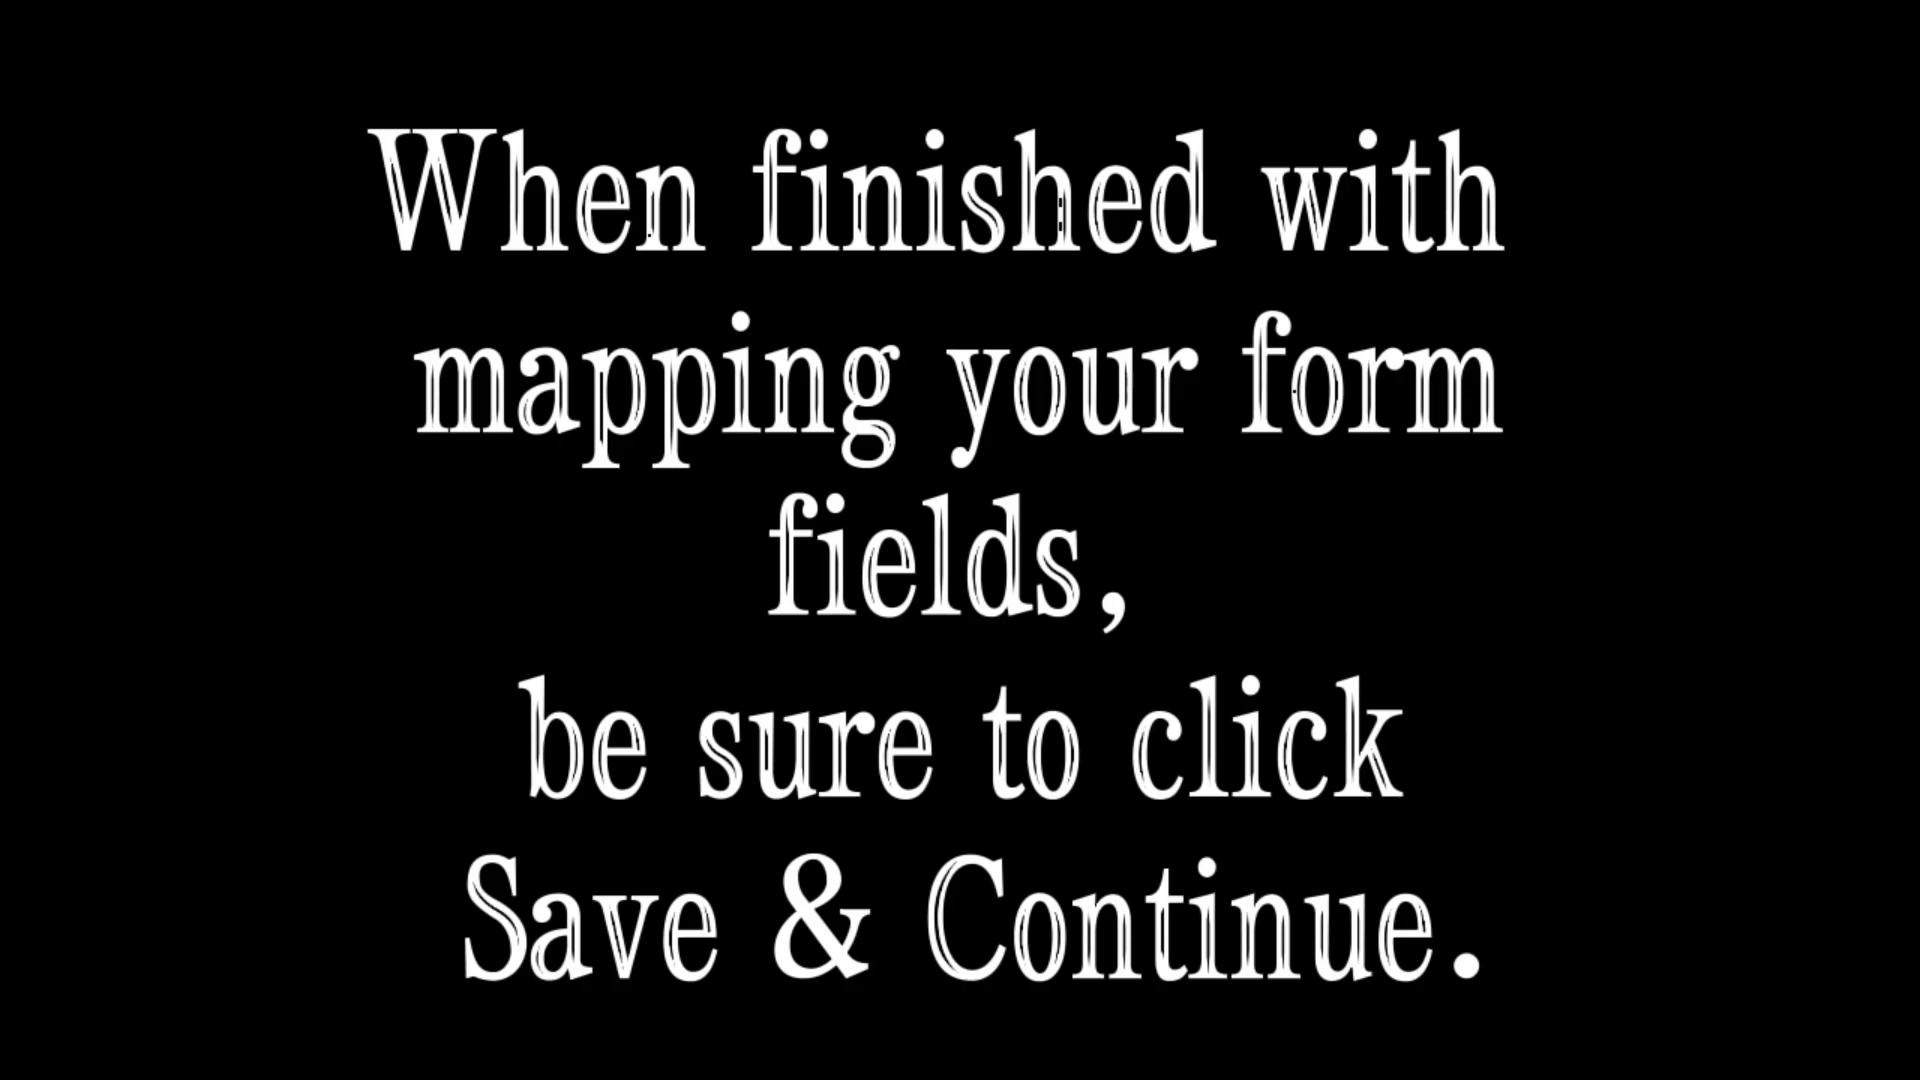 When finished with
mapping your form
fields,
be sure to click
Save & Continue.